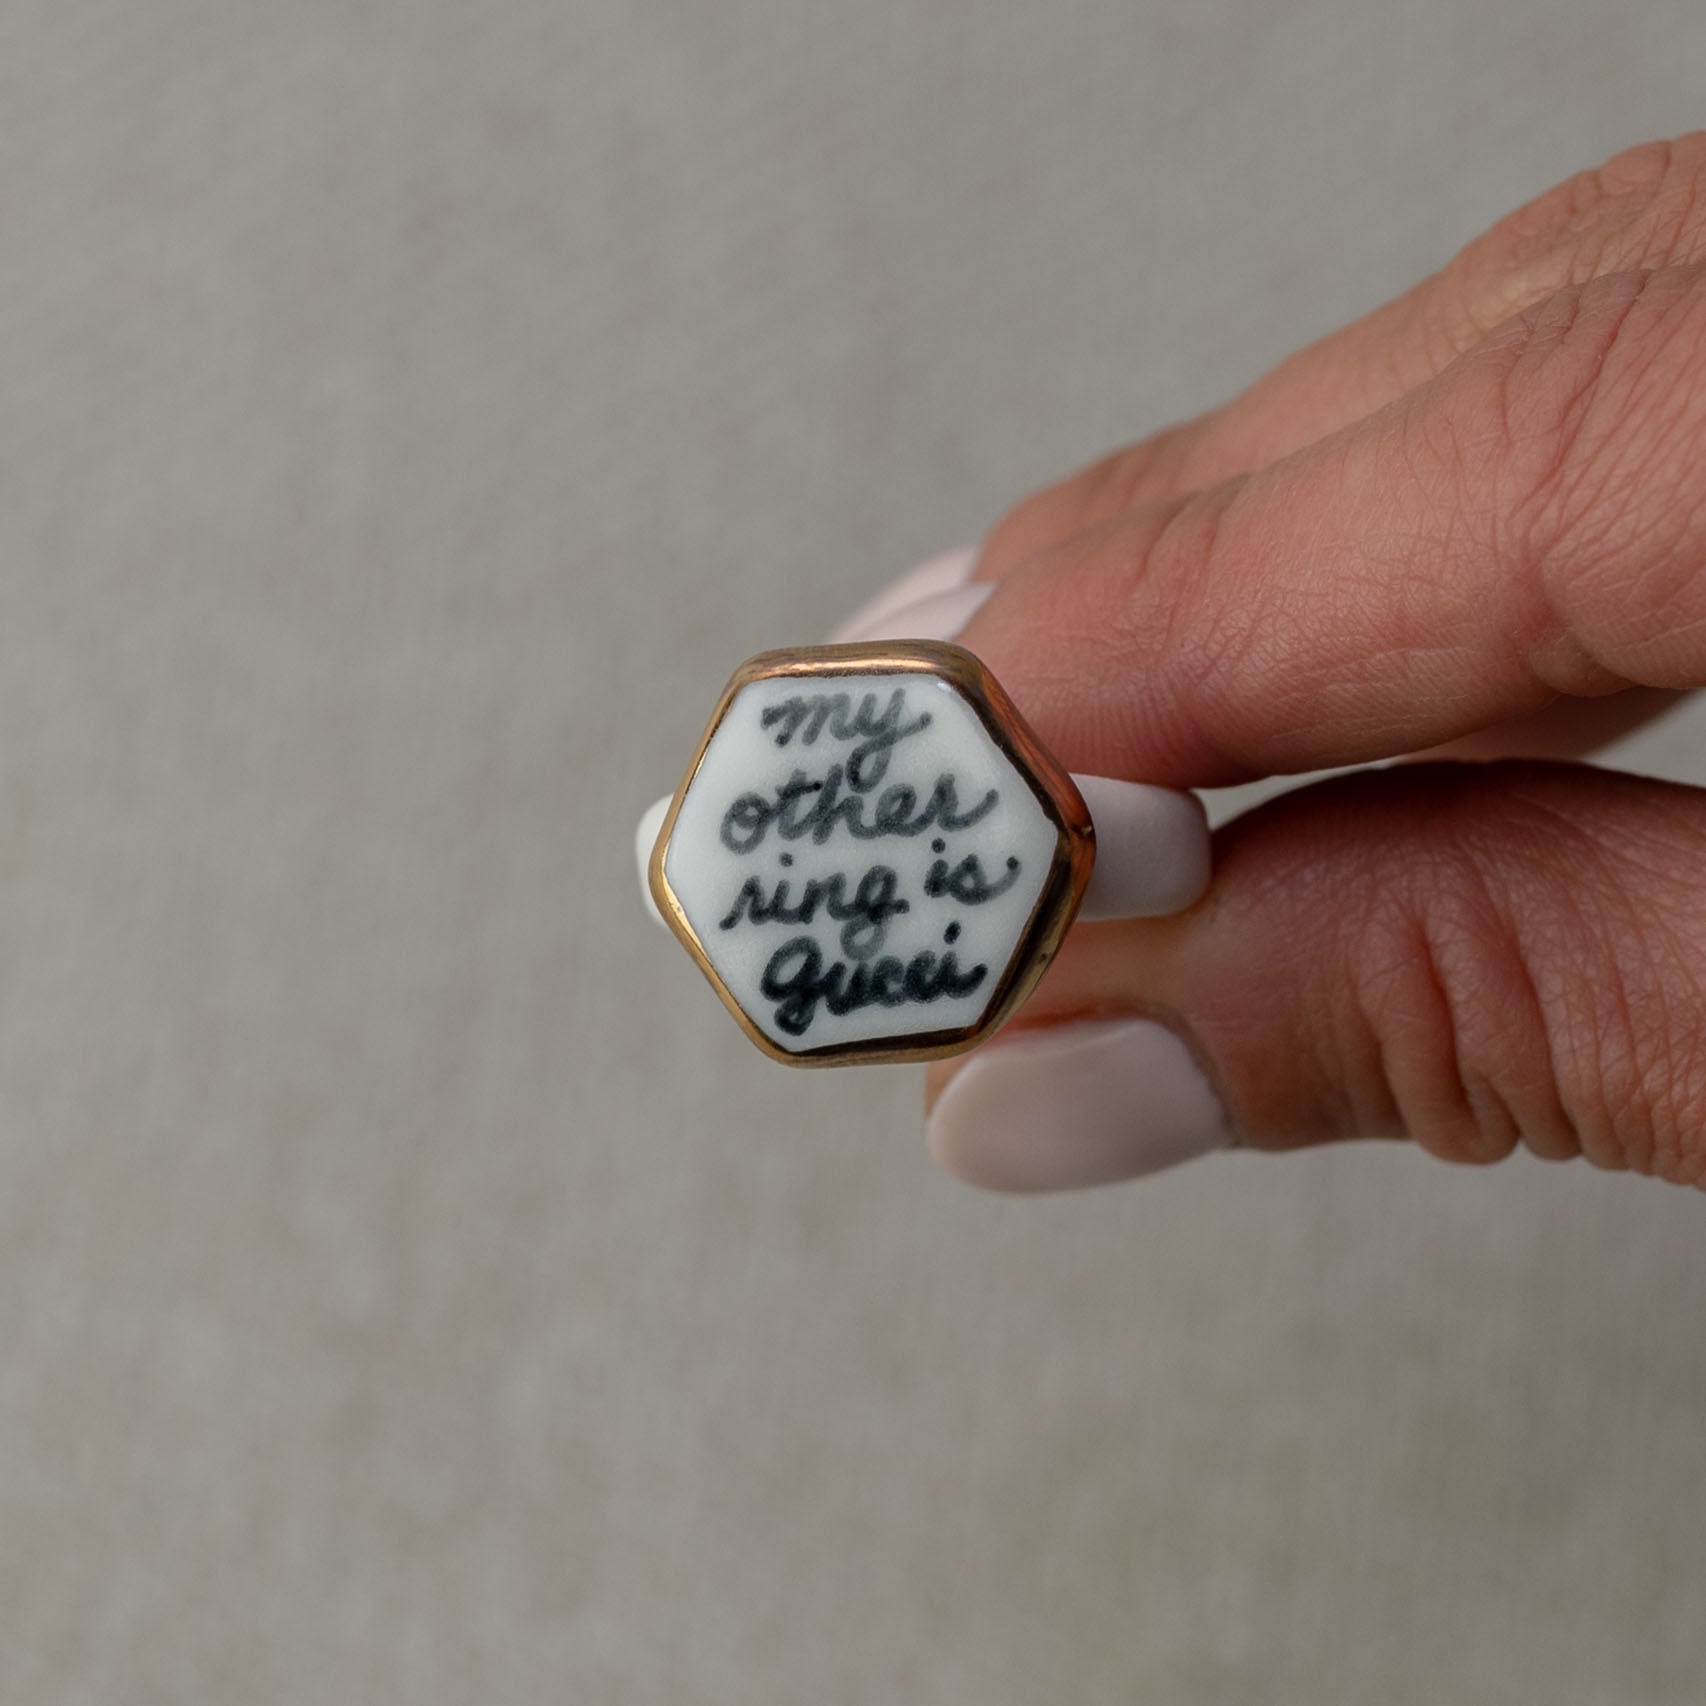 my
other
ring is
Gucci